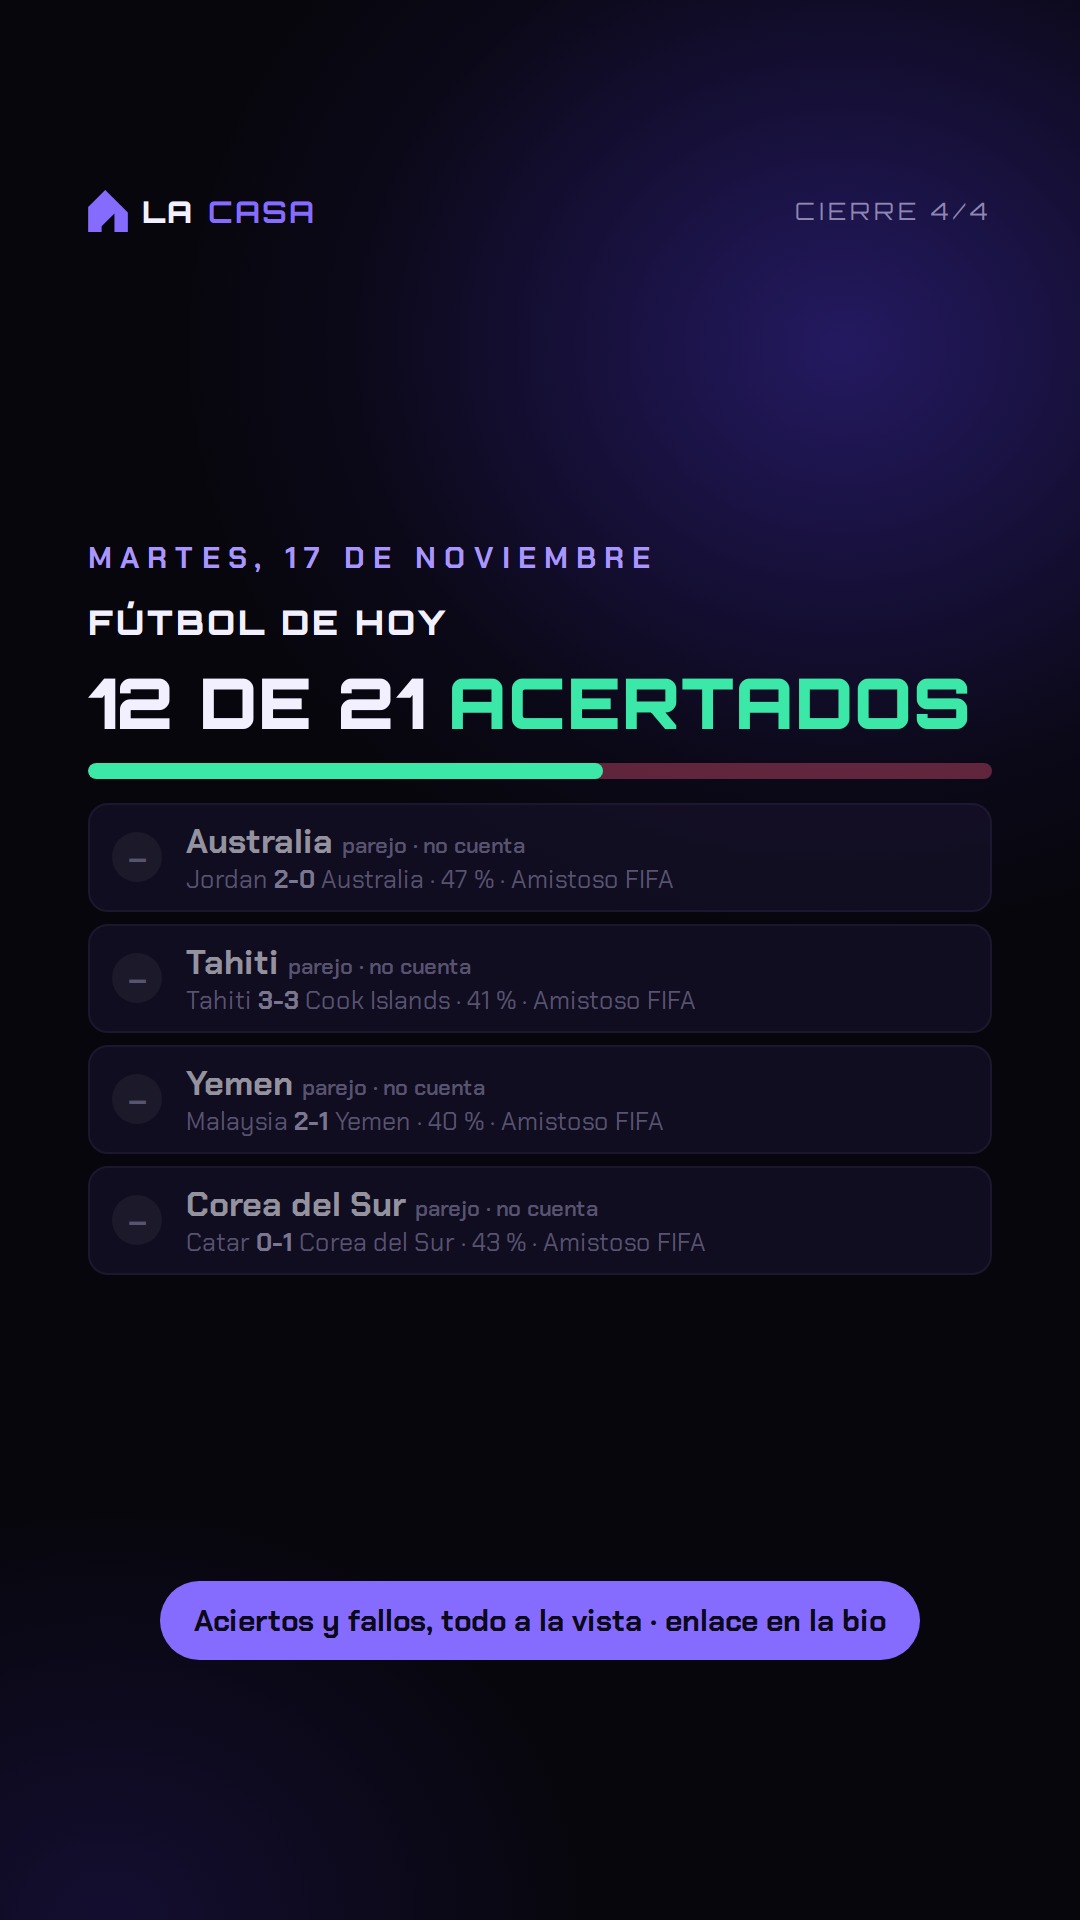 LA CASA
CIERRE 4/4
MARTES, 17 DE NOVIEMBRE
FÚTBOL DE HOY
12 DE 21 ACERTADOS
– Australia parejo · no cuenta
Jordan 2-0 Australia · 47 % · Amistoso FIFA
– Tahiti parejo · no cuenta
Tahiti 3-3 Cook Islands · 41 % · Amistoso FIFA
– Yemen parejo · no cuenta
Malaysia 2-1 Yemen · 40 % · Amistoso FIFA
– Corea del Sur parejo · no cuenta
Catar 0-1 Corea del Sur · 43 % · Amistoso FIFA
Aciertos y fallos, todo a la vista · enlace en la bio